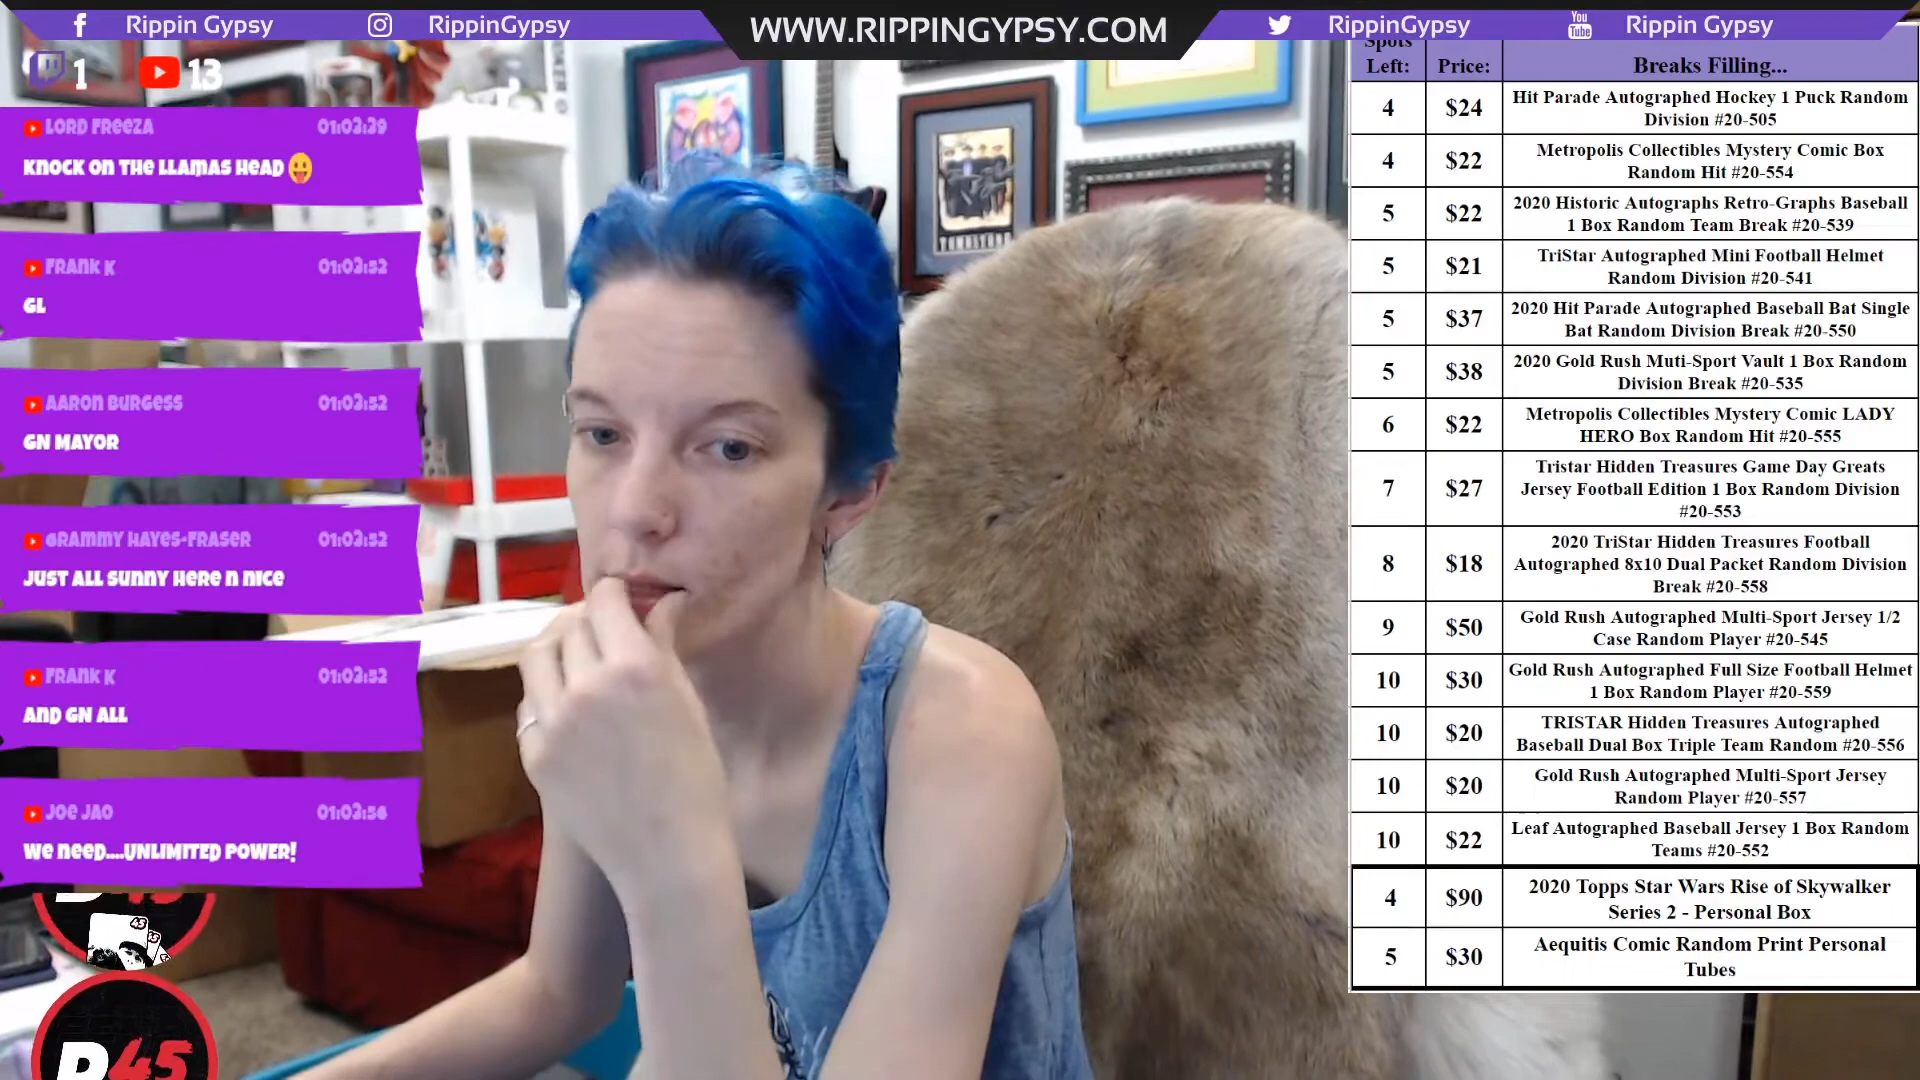 Rippin Gypsy
RippinGypsy
WWW.RIPPINGYPSY.COM
RippinGypsy
You Tube
Rippin Gypsy
1
13
LORD FREEZA 01:03:39
KNOCK ON THE LLAMAS HEAD 😛
FRANK K 01:03:52
GL
AARON BURGESS 01:03:52
GN MAYOR
GRAMMY HAYES-FRASER 01:03:52
JUST ALL SUNNY HERE N NICE
FRANK K 01:03:52
AND GN ALL
JOE JAO 01:03:56
WE NEED....UNLIMITED POWER!
45
P45
Spots
Left: Price: Breaks Filling...
4 $24 Hit Parade Autographed Hockey 1 Puck Random
Division #20-505
4 $22 Metropolis Collectibles Mystery Comic Box
Random Hit #20-554
5 $22 2020 Historic Autographs Retro-Graphs Baseball
1 Box Random Team Break #20-539
5 $21 TriStar Autographed Mini Football Helmet
Random Division #20-541
5 $37 2020 Hit Parade Autographed Baseball Bat Single
Bat Random Division Break #20-550
5 $38 2020 Gold Rush Muti-Sport Vault 1 Box Random
Division Break #20-535
6 $22 Metropolis Collectibles Mystery Comic LADY
HERO Box Random Hit #20-555
7 $27 Tristar Hidden Treasures Game Day Greats
Jersey Football Edition 1 Box Random Division
#20-553
8 $18 2020 TriStar Hidden Treasures Football
Autographed 8x10 Dual Packet Random Division
Break #20-558
9 $50 Gold Rush Autographed Multi-Sport Jersey 1/2
Case Random Player #20-545
10 $30 Gold Rush Autographed Full Size Football Helmet
1 Box Random Player #20-559
10 $20 TRISTAR Hidden Treasures Autographed
Baseball Dual Box Triple Team Random #20-556
10 $20 Gold Rush Autographed Multi-Sport Jersey
Random Player #20-557
10 $22 Leaf Autographed Baseball Jersey 1 Box Random
Teams #20-552
4 $90 2020 Topps Star Wars Rise of Skywalker
Series 2 - Personal Box
5 $30 Aequitis Comic Random Print Personal
Tubes